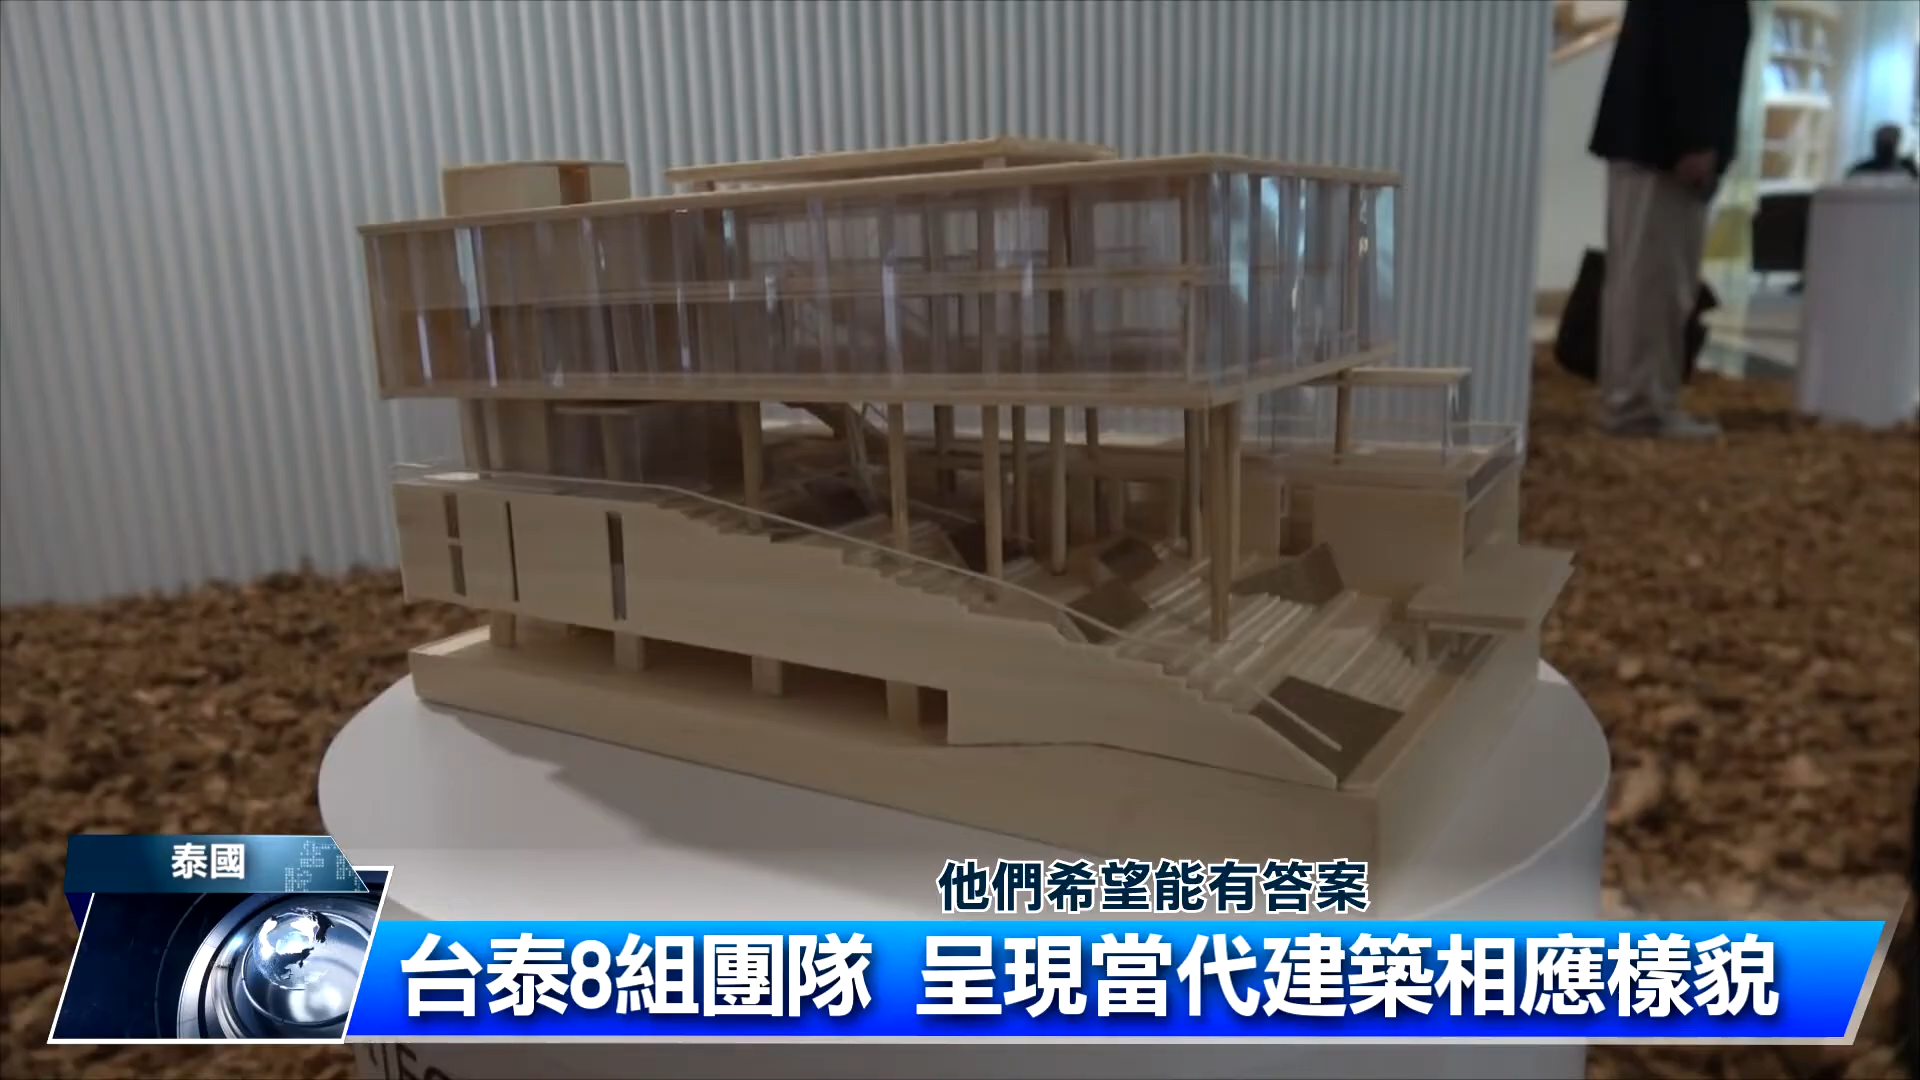 泰國
他們希望能有答案
台泰8組團隊 呈現當代建築相應樣貌